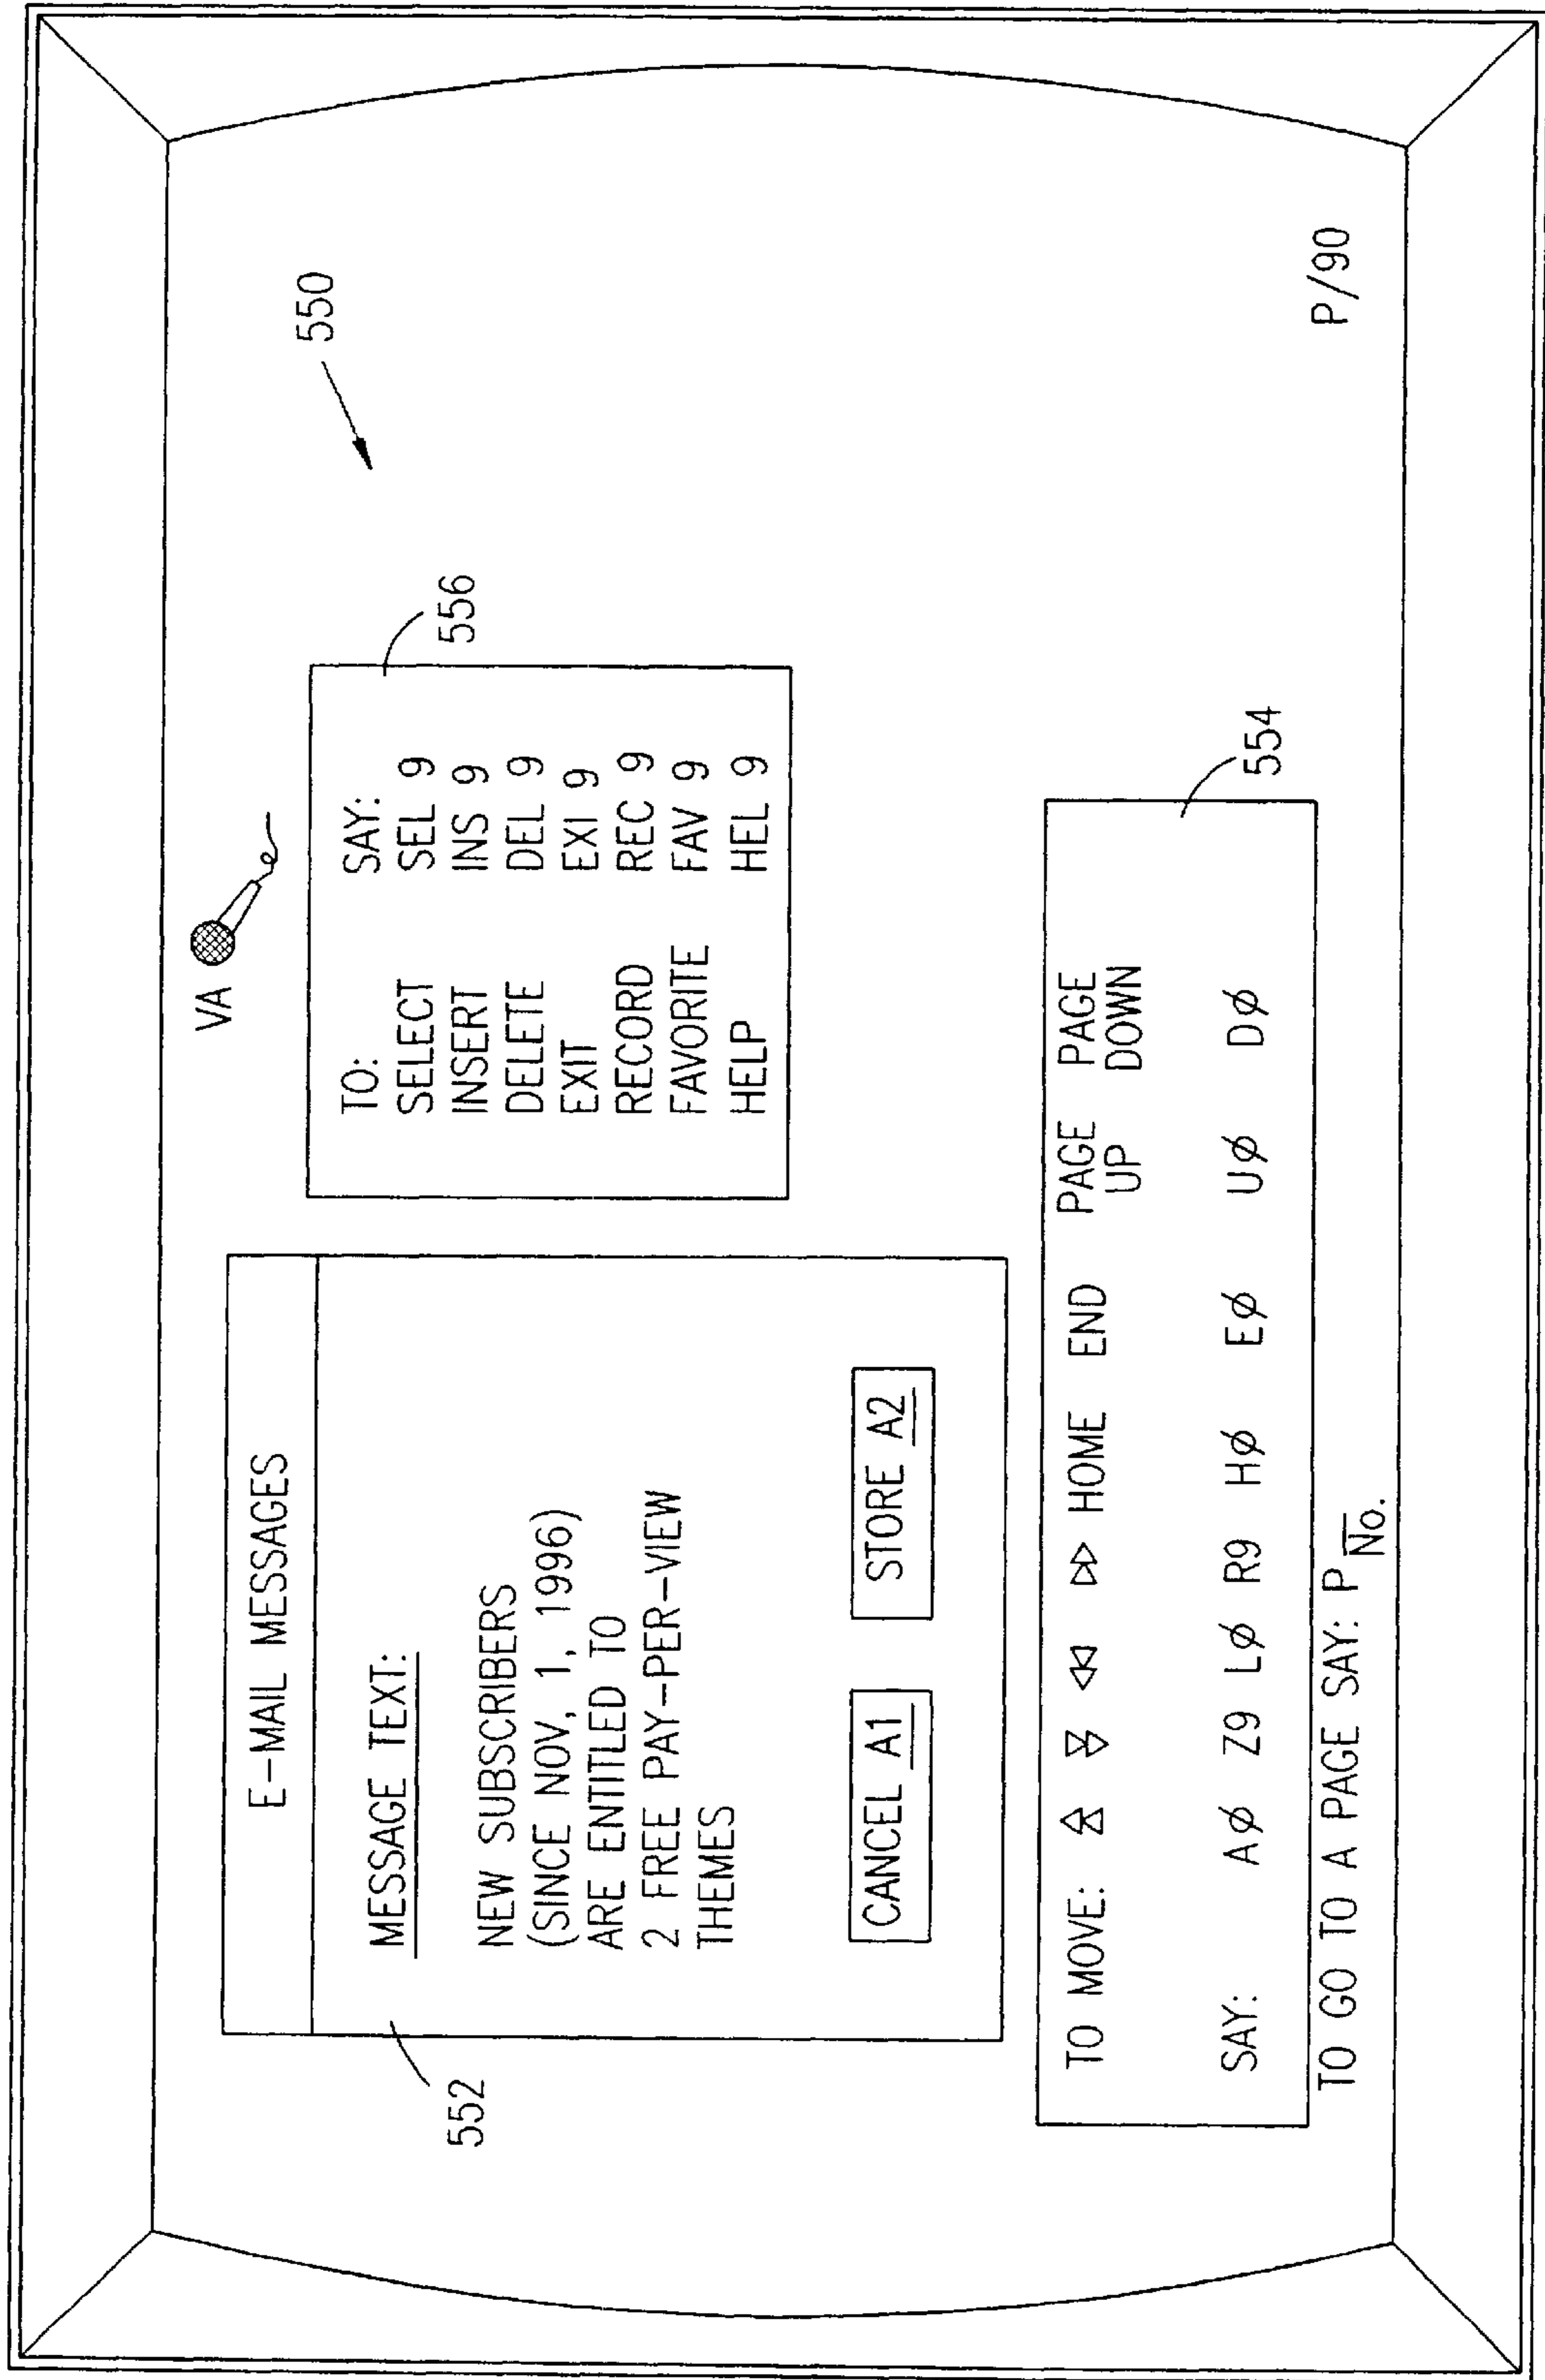 550
VA
E-MAIL MESSAGES
MESSAGE TEXT:
NEW SUBSCRIBERS
(SINCE NOV, 1, 1996)
ARE ENTITLED TO
2 FREE PAY-PER-VIEW
THEMES
CANCEL A1 STORE A2
552
TO: SAY:
SELECT SEL 9
INSERT INS 9
DELETE DEL 9
EXIT EXI 9
RECORD REC 9
FAVORITE FAV 9
HELP HEL 9
556
TO MOVE: HOME END PAGE UP PAGE DOWN
SAY: AØ Z9 LØ R9 HØ EØ UØ DØ
554
TO GO TO A PAGE SAY: P
No.
P/90